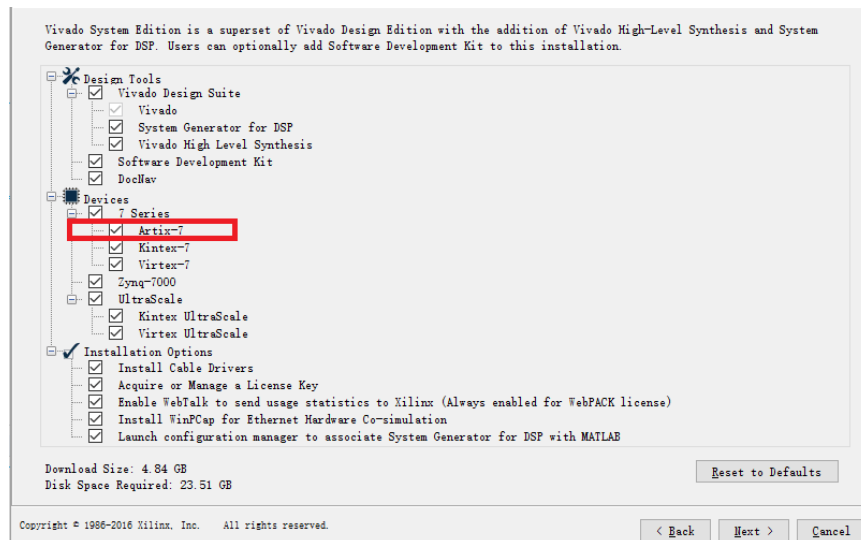 Vivado System Edition is a superset of Vivado Design Edition with the addition of Vivado High-Level Synthesis and System
Generator for DSP. Users can optionally add Software Development Kit to this installation.
Design Tools
Vivado Design Suite
Vivado
System Generator for DSP
Vivado High Level Synthesis
Software Development Kit
DocNav
Devices
7 Series
Artix-7
Kintex-7
Virtex-7
Zynq-7000
UltraScale
Kintex UltraScale
Virtex UltraScale
Installation Options
Install Cable Drivers
Acquire or Manage a License Key
Enable WebTalk to send usage statistics to Xilinx (Always enabled for WebPACK license)
Install WinPCap for Ethernet Hardware Co-simulation
Launch configuration manager to associate System Generator for DSP with MATLAB
Download Size: 4.84 GB
Disk Space Required: 23.51 GB
Reset to Defaults
Copyright © 1986-2016 Xilinx, Inc. All rights reserved.
< Back Next > Cancel